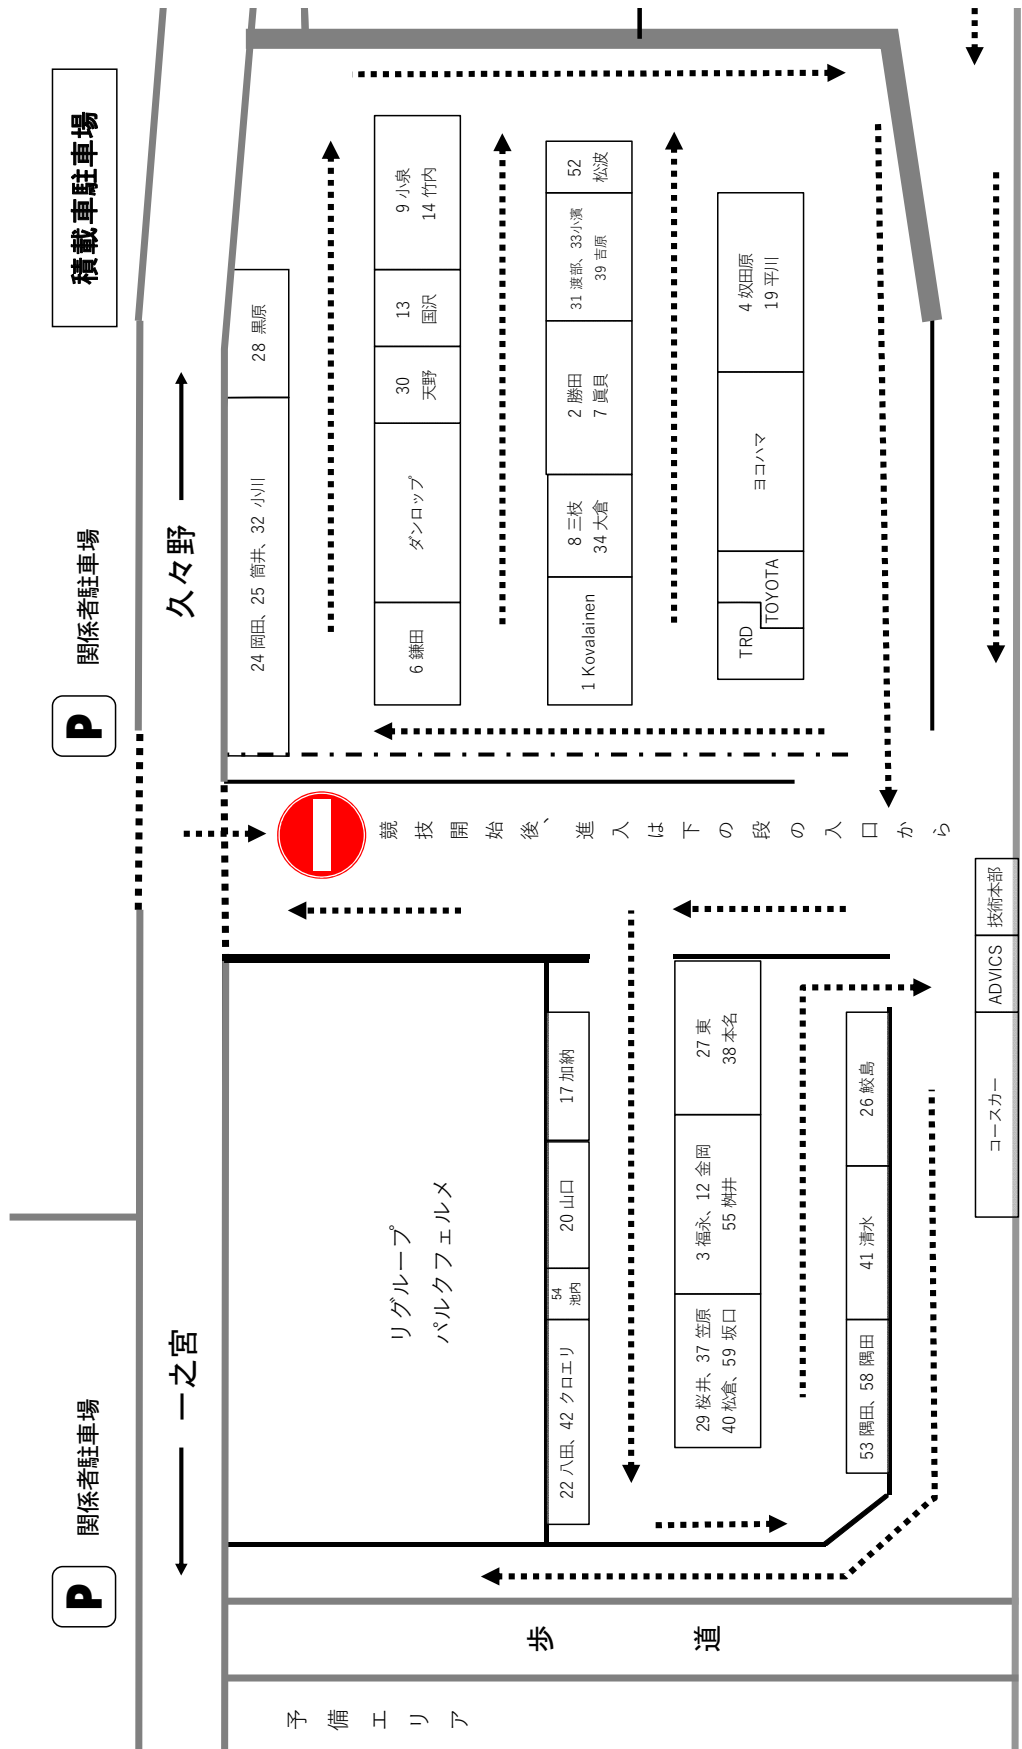 積載車駐車場
P
関係者駐車場
久々野
P
関係者駐車場
一之宮
28 黒原
24 岡田、25 筒井、32 小川
9 小泉
14 竹内
13
国沢
30
天野
ダンロップ
6 鎌田
52
松波
31 渡部、33小濱
39 吉原
2 勝田
7 眞貝
8 三枝
34 大倉
1 Kovalainen
4 奴田原
19 平川
ヨコハマ
TOYOTA
TRD
競技開始後、進入は下の段の入口から
リグループ
パルクフェルメ
17 加納
20 山口
54
池内
22 八田、42 クロエリ
27 東
38 本名
3 福永、12 金岡
55 桝井
29 桜井、37 笠原
40 松倉、59 坂口
26 鮫島
41 清水
53 隅田、58 隅田
技術本部
ADVICS
コースカー
歩道
予備エリア